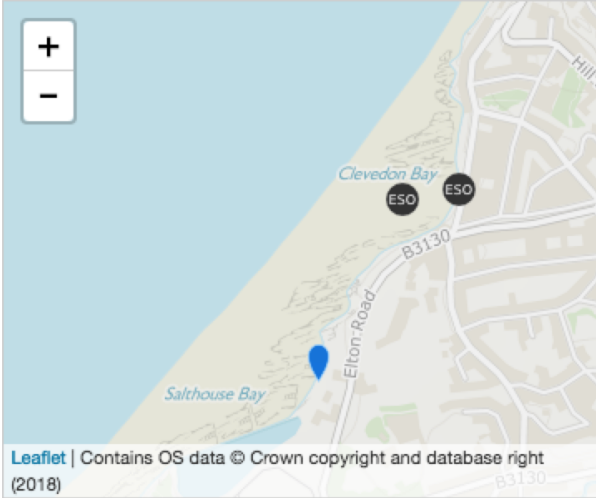 +
−
Hill
Clevedon Bay
ESO
ESO
B3130
Elton Road
Salthouse Bay
Leaflet | Contains OS data © Crown copyright and database right
(2018)
B3130